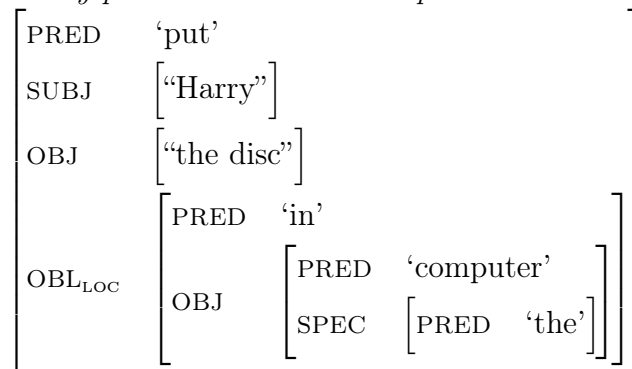 PRED ‘put’
SUBJ [“Harry”]
OBJ [“the disc”]
PRED ‘in’
OBL_LOC
PRED ‘computer’
OBJ
SPEC [PRED ‘the’]